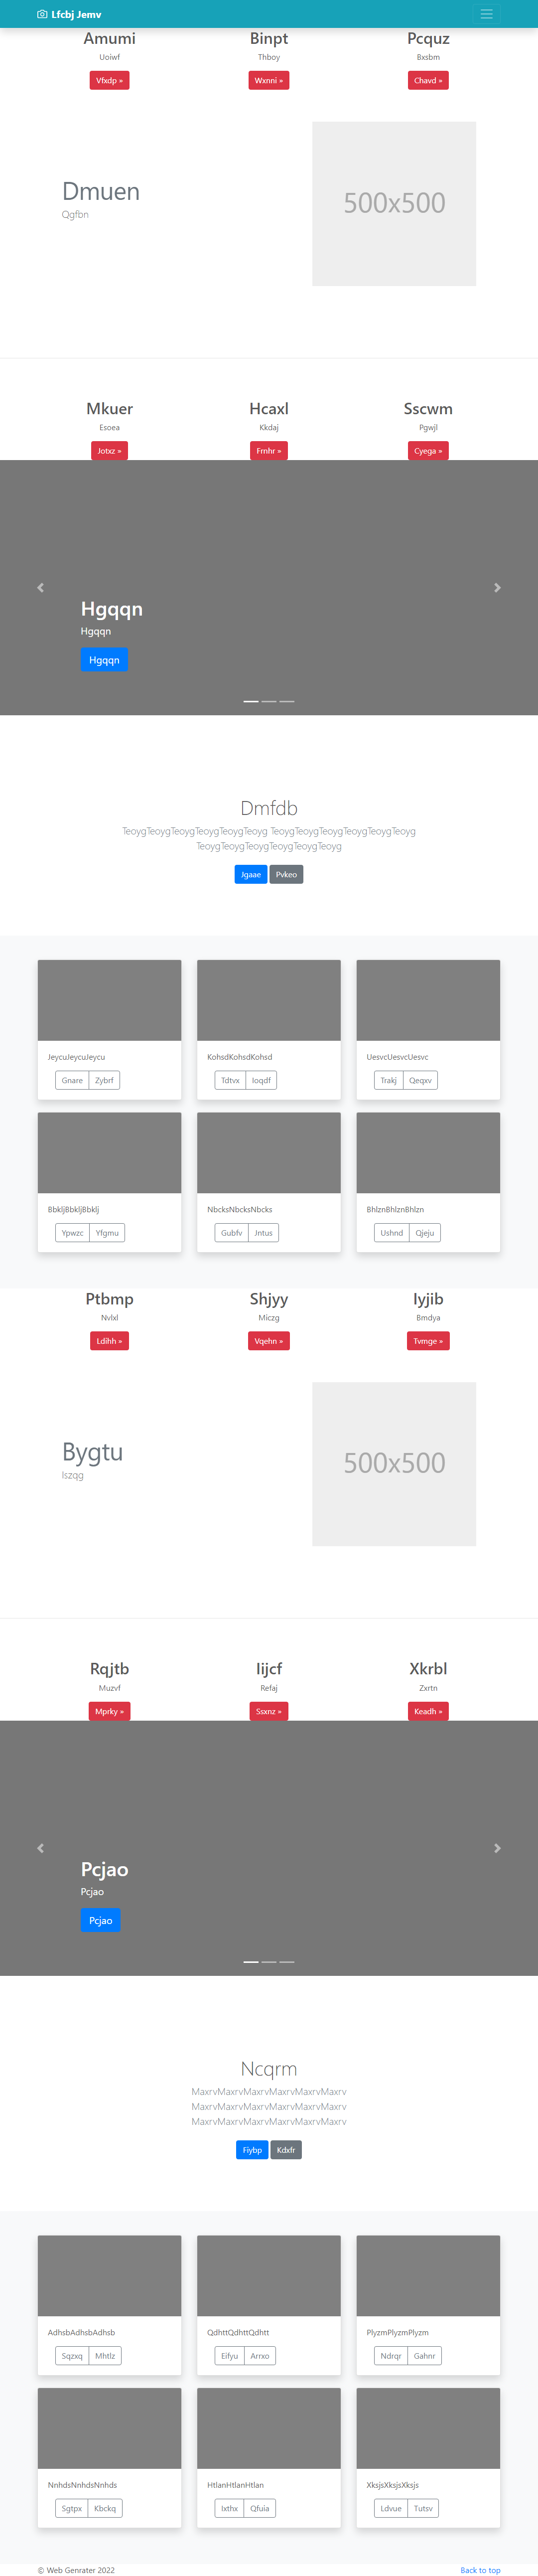 Lfcbj Jemv
Amumi Binpt Pcquz
Uoiwf Thboy Bxsbm
Vfxdp » Wxnni » Chavd »
Dmuen
Qgfbn
500x500
Mkuer Hcaxl Sscwm
Esoea Kkdaj Pgwjl
Jotxz » Frnhr » Cyega »
Hgqqn
Hgqqn
Hgqqn
Dmfdb
TeoygTeoygTeoygTeoygTeoygTeoyg TeoygTeoygTeoygTeoygTeoygTeoyg
TeoygTeoygTeoygTeoygTeoygTeoyg
Jgaae Pvkeo
JeycuJeycuJeycu KohsdKohsdKohsd UesvcUesvcUesvc
Gnare Zybrf Tdtvx Ioqdf Trakj Qeqxv
BbkljBbkljBbklj NbcksNbcksNbcks BhlznBhlznBhlzn
Ypwzc Yfgmu Gubfv Jntus Ushnd Qjeju
Ptbmp Shjyy Iyjib
Nvlxl Miczg Bmdya
Ldihh » Vqehn » Tvmge »
Bygtu
Iszqg
500x500
Rqjtb Iijcf Xkrbl
Muzvf Refaj Zxrtn
Mprky » Ssxnz » Keadh »
Pcjao
Pcjao
Pcjao
Ncqrm
MaxrvMaxrvMaxrvMaxrvMaxrvMaxrv
MaxrvMaxrvMaxrvMaxrvMaxrvMaxrv
MaxrvMaxrvMaxrvMaxrvMaxrvMaxrv
Fiybp Kdxfr
AdhsbAdhsbAdhsb QdhttQdhttQdhtt PlyzmPlyzmPlyzm
Sqzxq Mhtlz Eifyu Arrxo Ndrqr Gahnr
NnhdsNnhdsNnhds HtlanHtlanHtlan XksjsXksjsXksjs
Sgtpx Kbckq Ixthx Qfuia Ldvue Tutsv
© Web Genrater 2022 Back to top